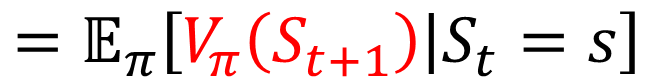 = 𝔼_π[V_π(S_{t+1})|S_t = s]